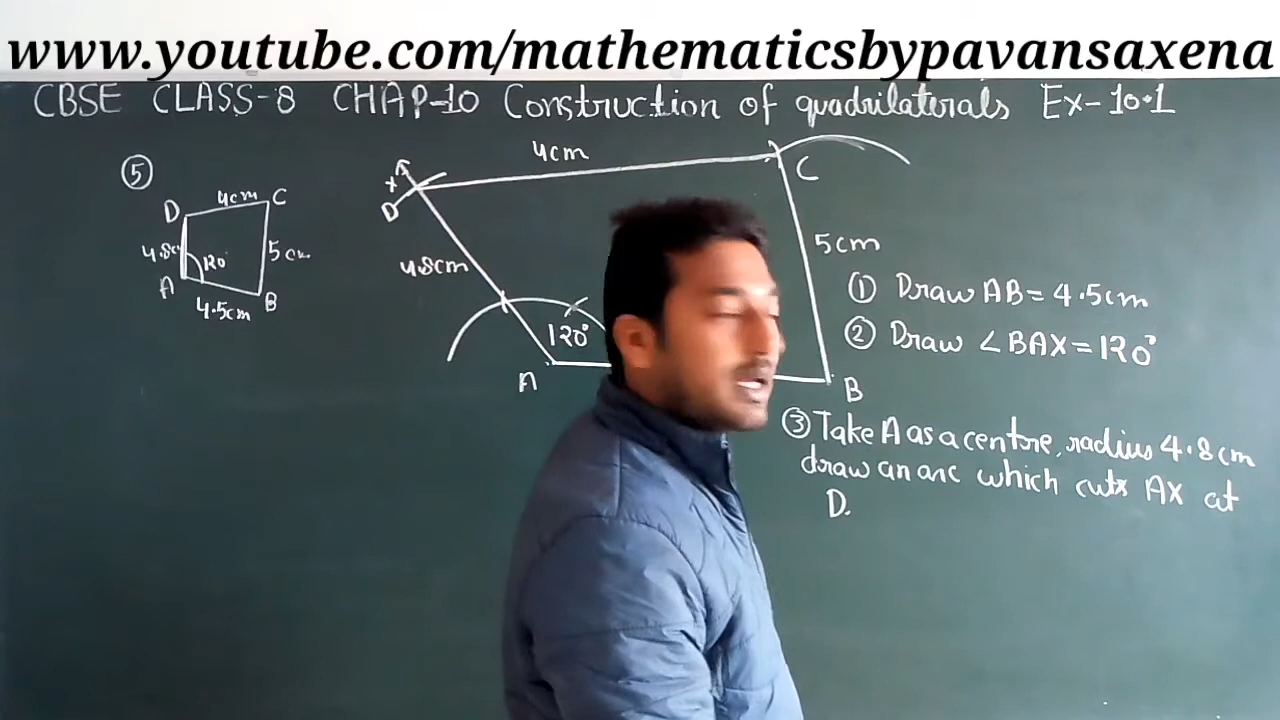 www.youtube.com/mathematicsbypavansaxena
CBSE CLASS-8 CHAP-10 Construction of quadrilaterals Ex-10.1
⑤
D 4cm C
4.8c 120° 5cm
A 4.5cm B
4cm
X
D
C
4.8cm
5cm
120°
A
B
① Draw AB = 4.5cm
② Draw ∠BAX = 120°
③ Take A as a centre, radius 4.8cm
draw an arc which cuts AX at
D.